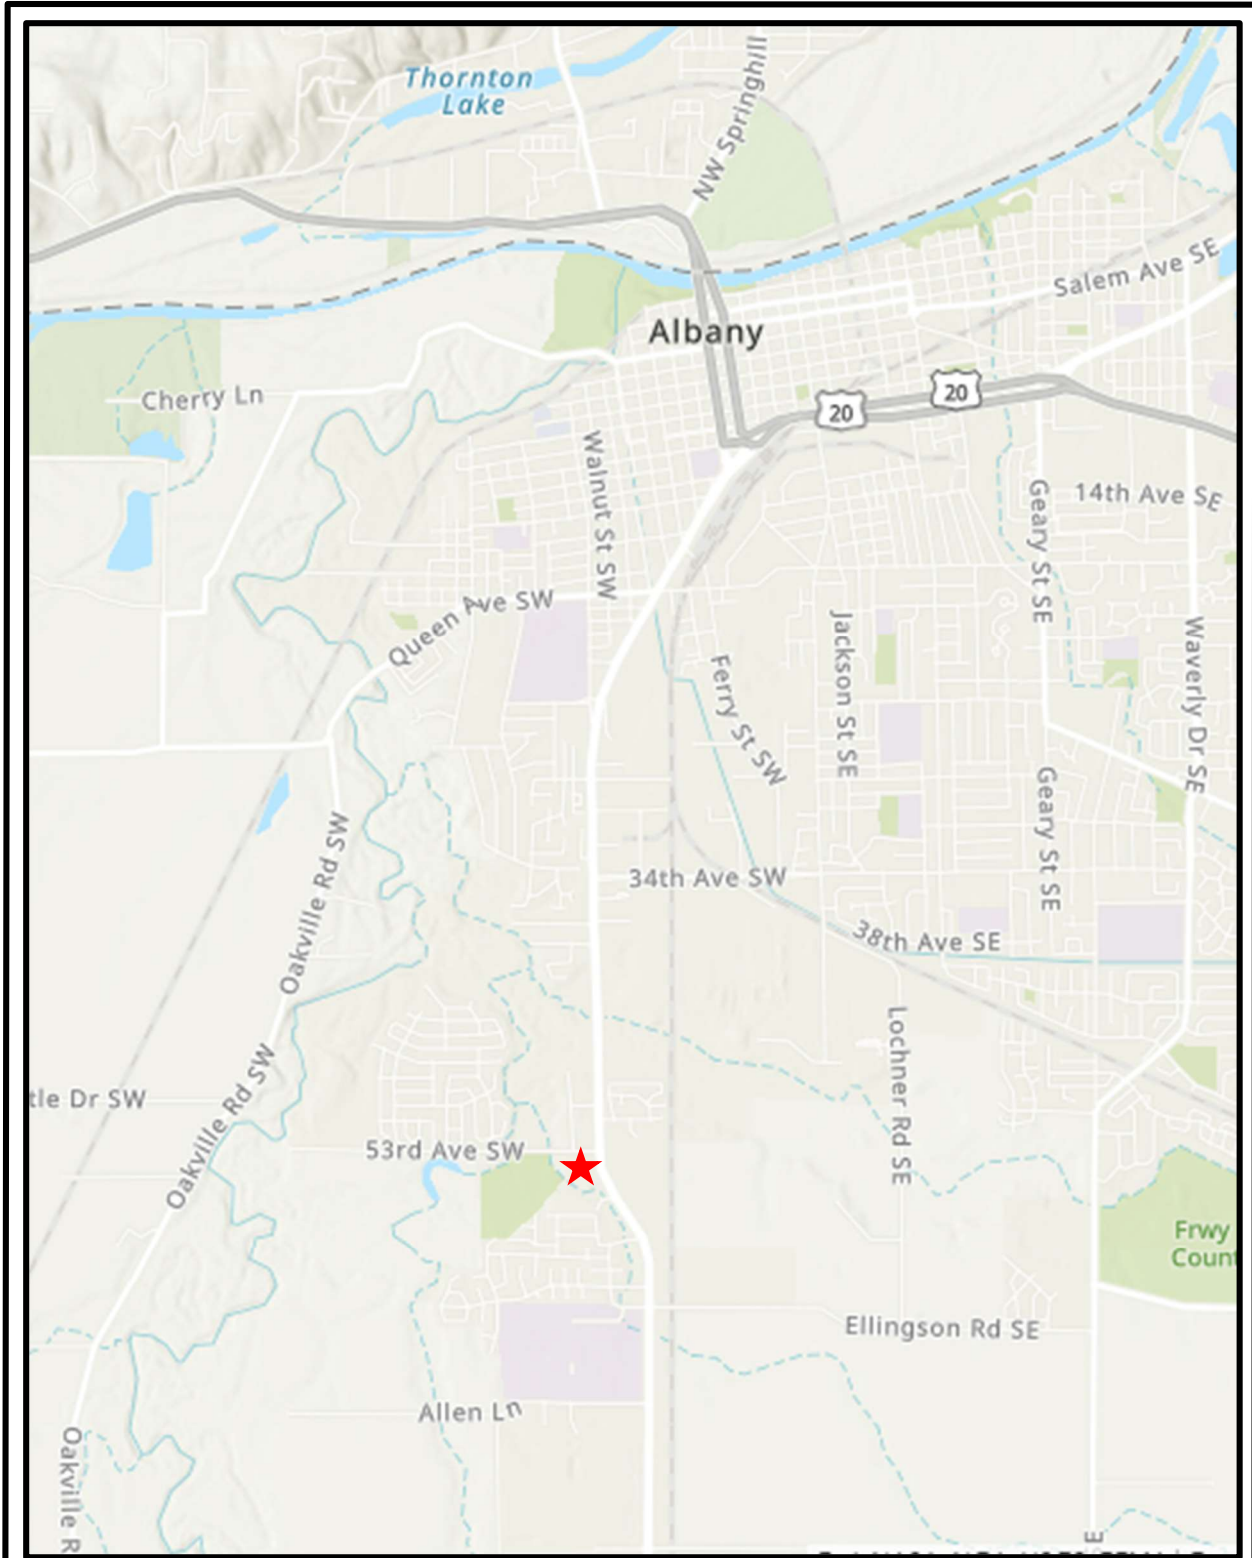 Thornton
Lake
NW Springhill
Salem Ave SE
Albany
Cherry Ln
20
20
Walnut St SW
Geary St SE
14th Ave SE
Queen Ave SW
Jackson St SE
Waverly Dr SE
Ferry St SW
Geary St SE
Oakville Rd SW
34th Ave SW
38th Ave SE
Lochner Rd SE
Oakville Rd SW
tle Dr SW
53rd Ave SW
Frwy
Count
Ellingson Rd SE
Allen Ln
Oakville R
E